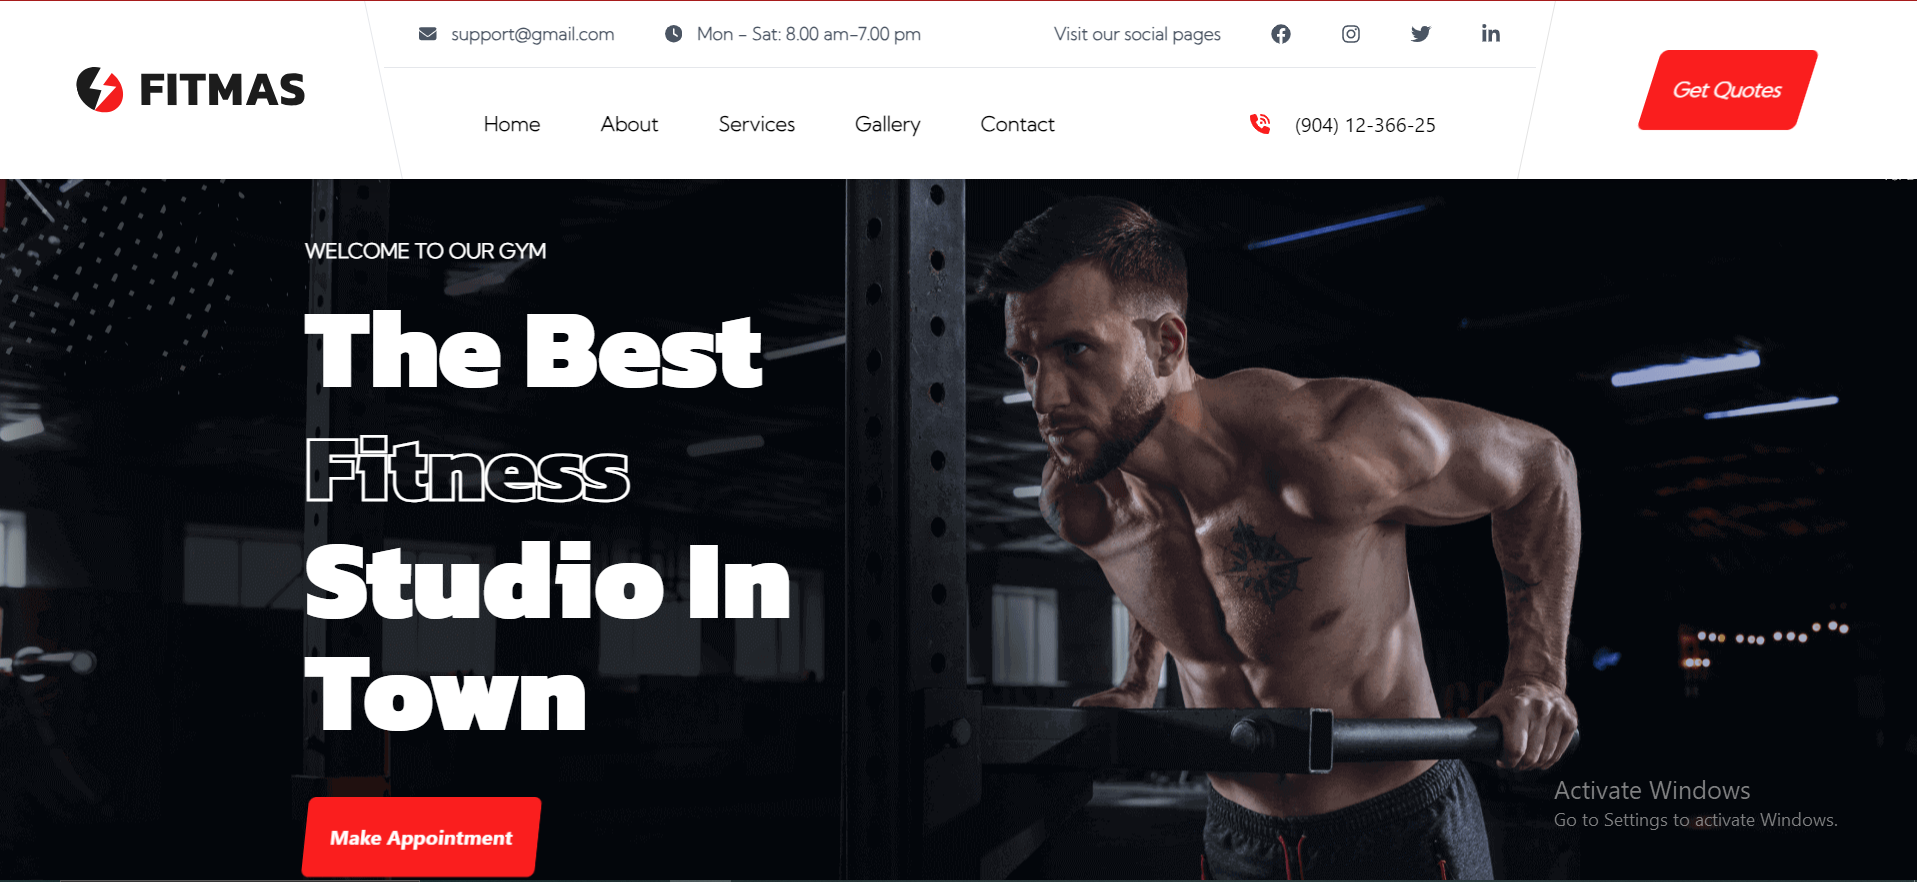 support@gmail.com
Mon - Sat: 8.00 am-7.00 pm
Visit our social pages
FITMAS
Get Quotes
Home
About
Services
Gallery
Contact
(904) 12-366-25
WELCOME TO OUR GYM
The Best
Fitness
Studio In
Town
Make Appointment
Activate Windows
Go to Settings to activate Windows.